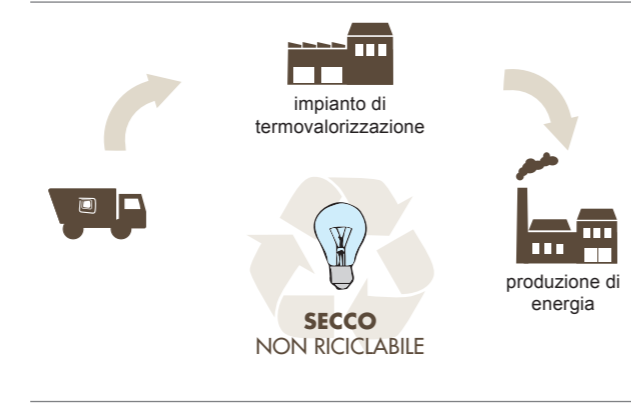 impianto di
termovalorizzazione
produzione di
energia
SECCO
NON RICICLABILE